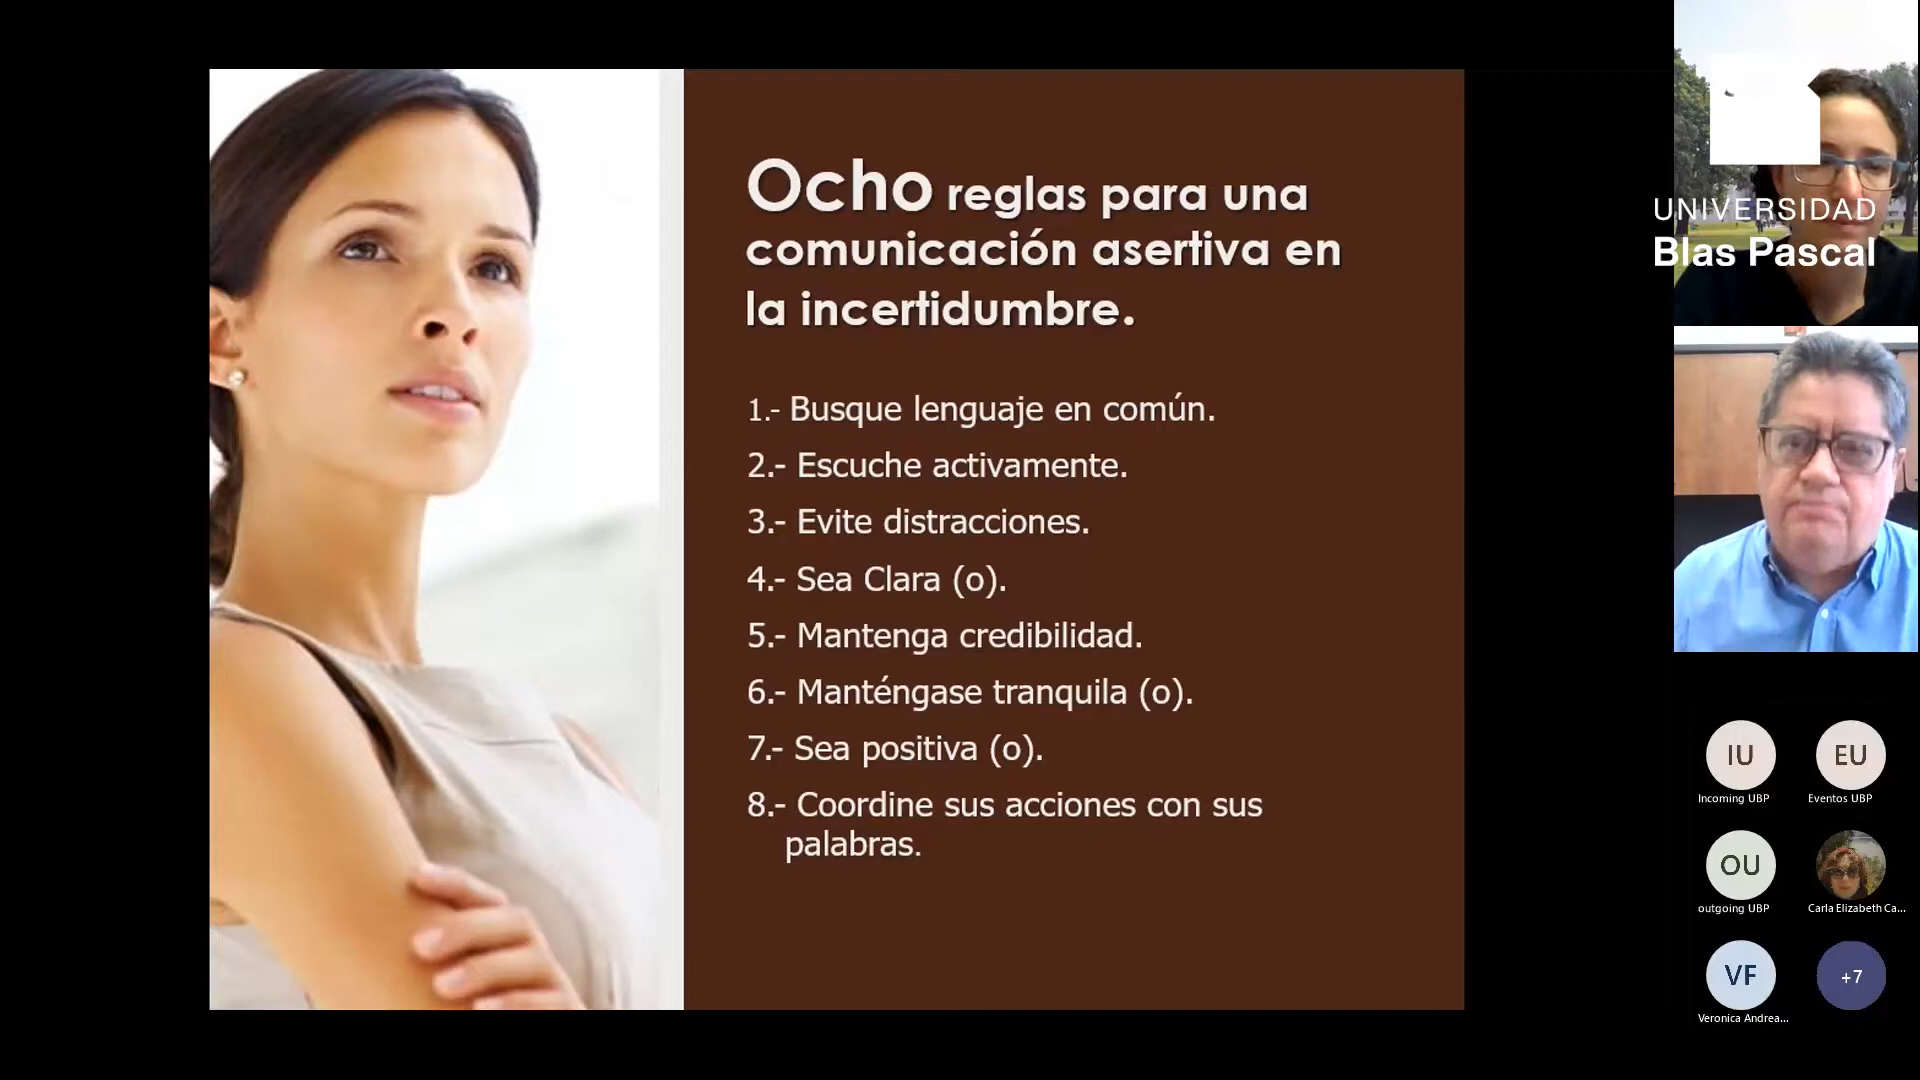 Ocho reglas para una
comunicación asertiva en
la incertidumbre.
1.- Busque lenguaje en común.
2.- Escuche activamente.
3.- Evite distracciones.
4.- Sea Clara (o).
5.- Mantenga credibilidad.
6.- Manténgase tranquila (o).
7.- Sea positiva (o).
8.- Coordine sus acciones con sus
palabras.
UNIVERSIDAD
Blas Pascal
IU
Incoming UBP
EU
Eventos UBP
OU
outgoing UBP
Carla Elizabeth Ca...
VF
Veronica Andrea...
+7